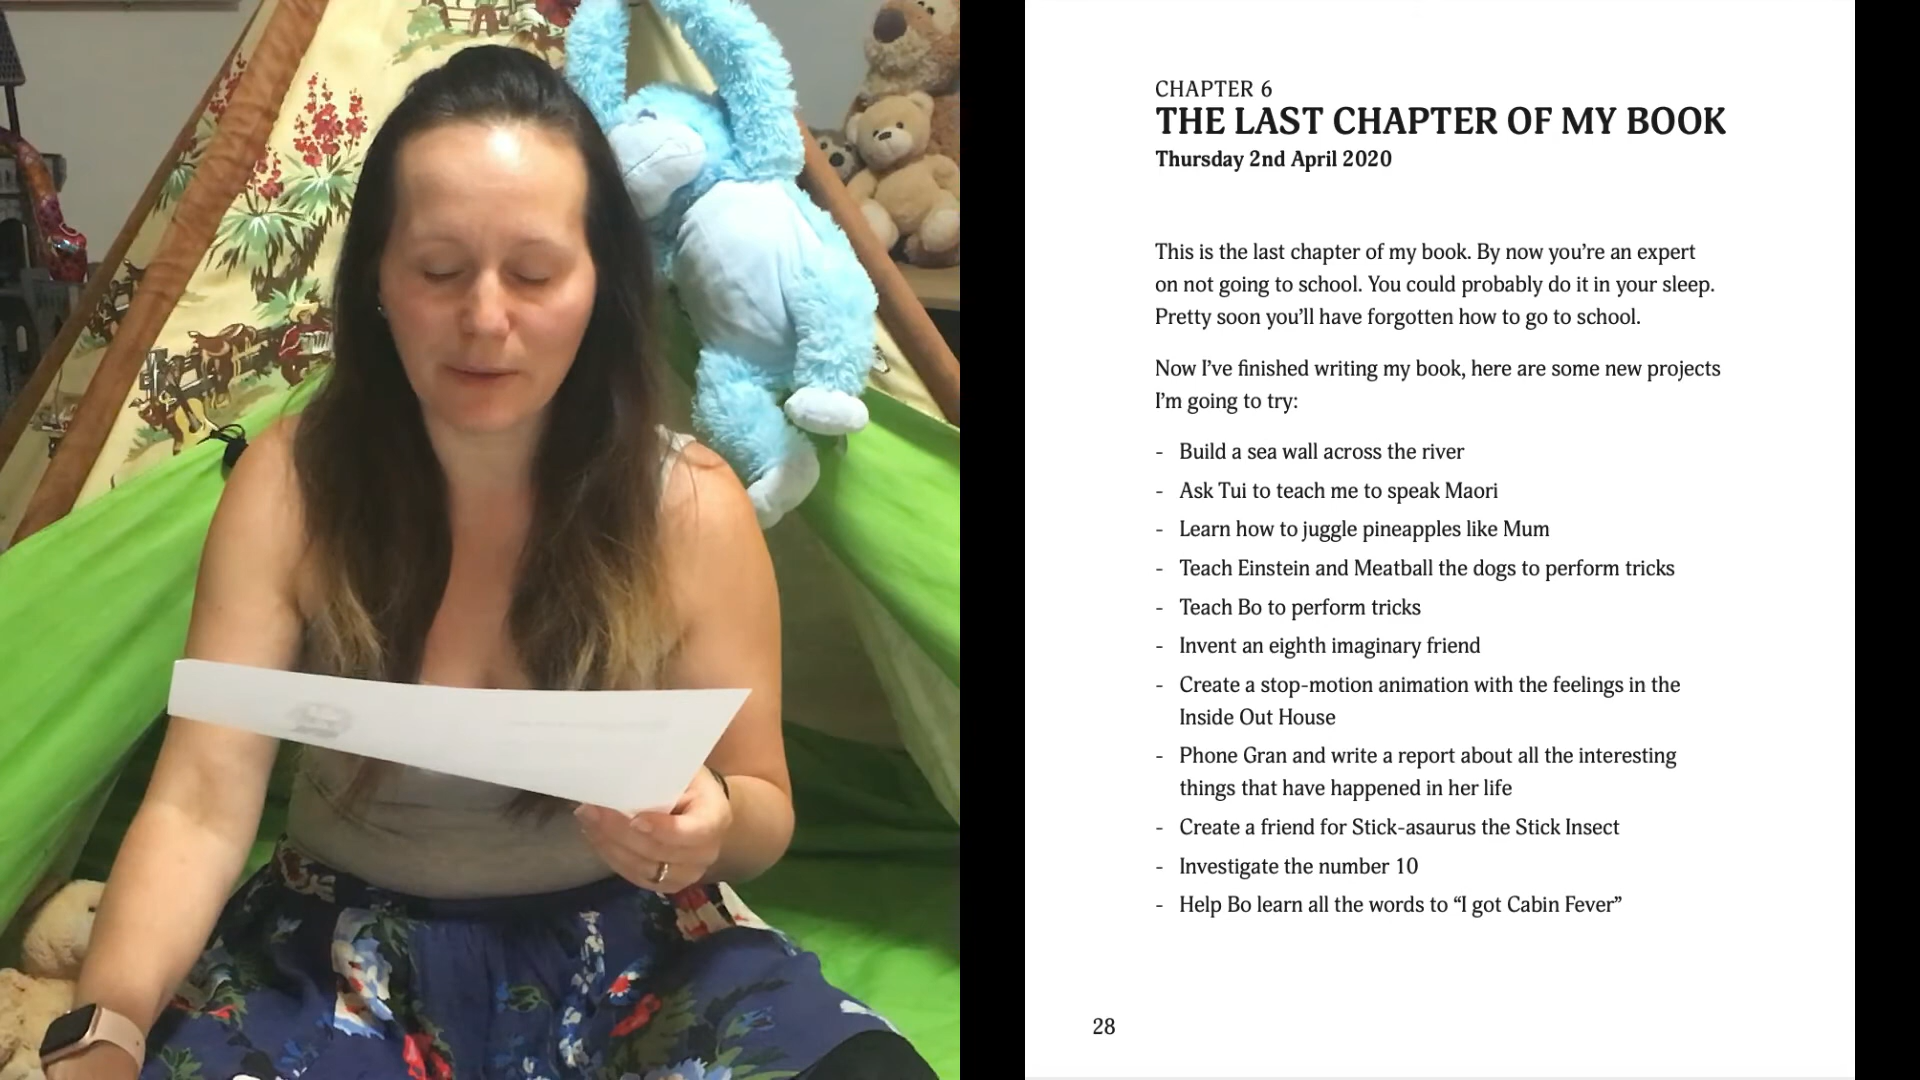 CHAPTER 6
THE LAST CHAPTER OF MY BOOK
Thursday 2nd April 2020
This is the last chapter of my book. By now you’re an expert
on not going to school. You could probably do it in your sleep.
Pretty soon you’ll have forgotten how to go to school.
Now I’ve finished writing my book, here are some new projects
I’m going to try:
- Build a sea wall across the river
- Ask Tui to teach me to speak Maori
- Learn how to juggle pineapples like Mum
- Teach Einstein and Meatball the dogs to perform tricks
- Teach Bo to perform tricks
- Invent an eighth imaginary friend
- Create a stop-motion animation with the feelings in the
Inside Out House
- Phone Gran and write a report about all the interesting
things that have happened in her life
- Create a friend for Stick-asaurus the Stick Insect
- Investigate the number 10
- Help Bo learn all the words to “I got Cabin Fever”
28